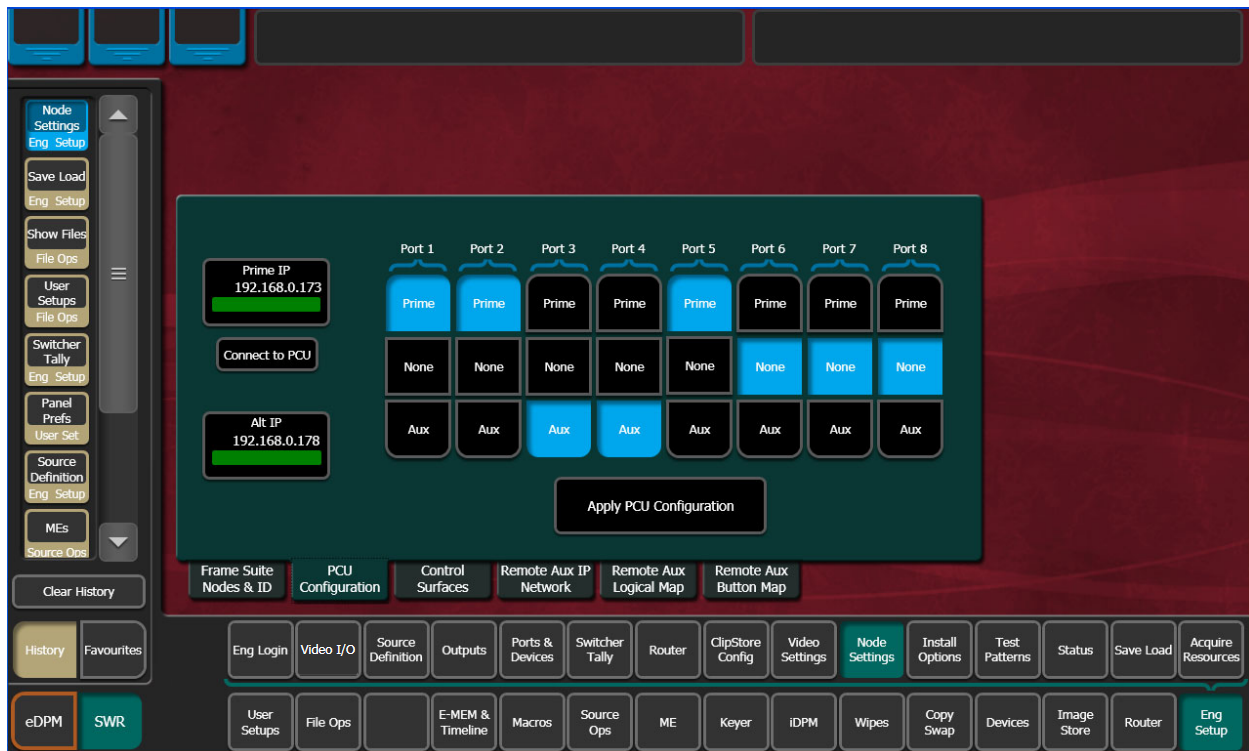 Node
Settings
Eng Setup
Save Load
Eng Setup
Show Files
File Ops
User
Setups
File Ops
Switcher
Tally
Eng Setup
Panel
Prefs
User Set
Source
Definition
Eng Setup
MEs
Source Ops
Clear History
History
Favourites
eDPM
SWR
Port 1
Port 2
Port 3
Port 4
Port 5
Port 6
Port 7
Port 8
Prime IP
192.168.0.173
Connect to PCU
Alt IP
192.168.0.178
Prime
Prime
Prime
Prime
Prime
Prime
Prime
Prime
None
None
None
None
None
None
None
None
Aux
Aux
Aux
Aux
Aux
Aux
Aux
Aux
Apply PCU Configuration
Frame Suite
Nodes & ID
PCU
Configuration
Control
Surfaces
Remote Aux IP
Network
Remote Aux
Logical Map
Remote Aux
Button Map
Eng Login
Video I/O
Source
Definition
Outputs
Ports &
Devices
Switcher
Tally
Router
ClipStore
Config
Video
Settings
Node
Settings
Install
Options
Test
Patterns
Status
Save Load
Acquire
Resources
User
Setups
File Ops
E-MEM &
Timeline
Macros
Source
Ops
ME
Keyer
iDPM
Wipes
Copy
Swap
Devices
Image
Store
Router
Eng
Setup